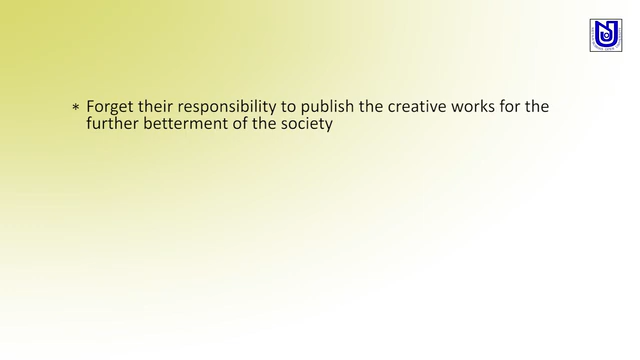 * Forget their responsibility to publish the creative works for the
further betterment of the society